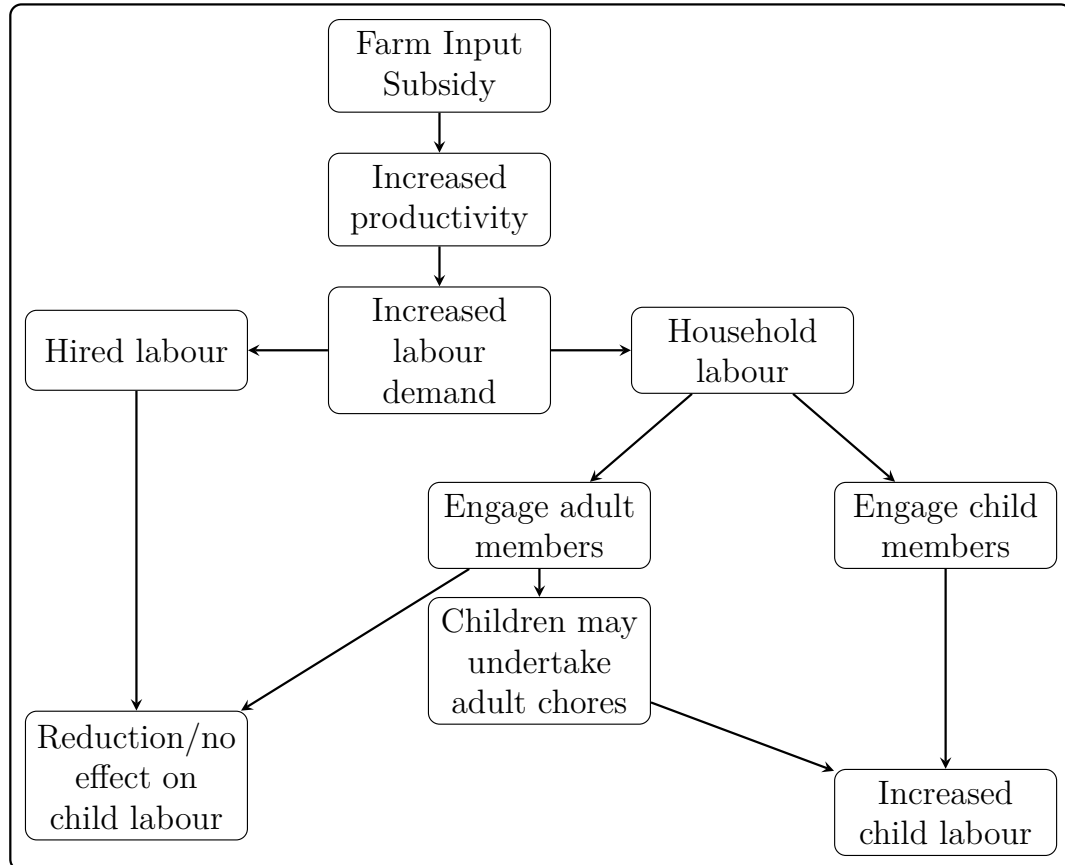 Farm Input
Subsidy
Increased
productivity
Increased
labour
demand
Hired labour
Household
labour
Engage adult
members
Engage child
members
Children may
undertake
adult chores
Reduction/no
effect on
child labour
Increased
child labour